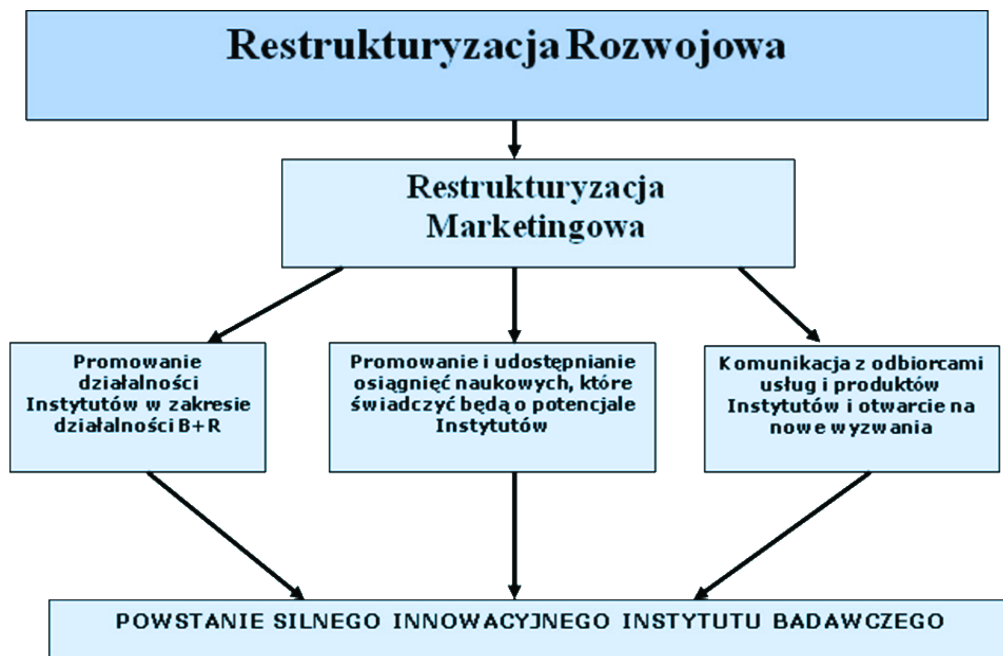 Restrukturyzacja Rozwojowa
Restrukturyzacja
Marketingowa
Promowanie
działalności
Instytutów w zakresie
działalności B+R
Promowanie i udostępnianie
osiągnięć naukowych, które
świadczyć będą o potencjale
Instytutów
Komunikacja z odbiorcami
usług i produktów
Instytutów i otwarcie na
nowe wyzwania
POWSTANIE SILNEGO INNOWACYJNEGO INSTYTUTU BADAWCZEGO